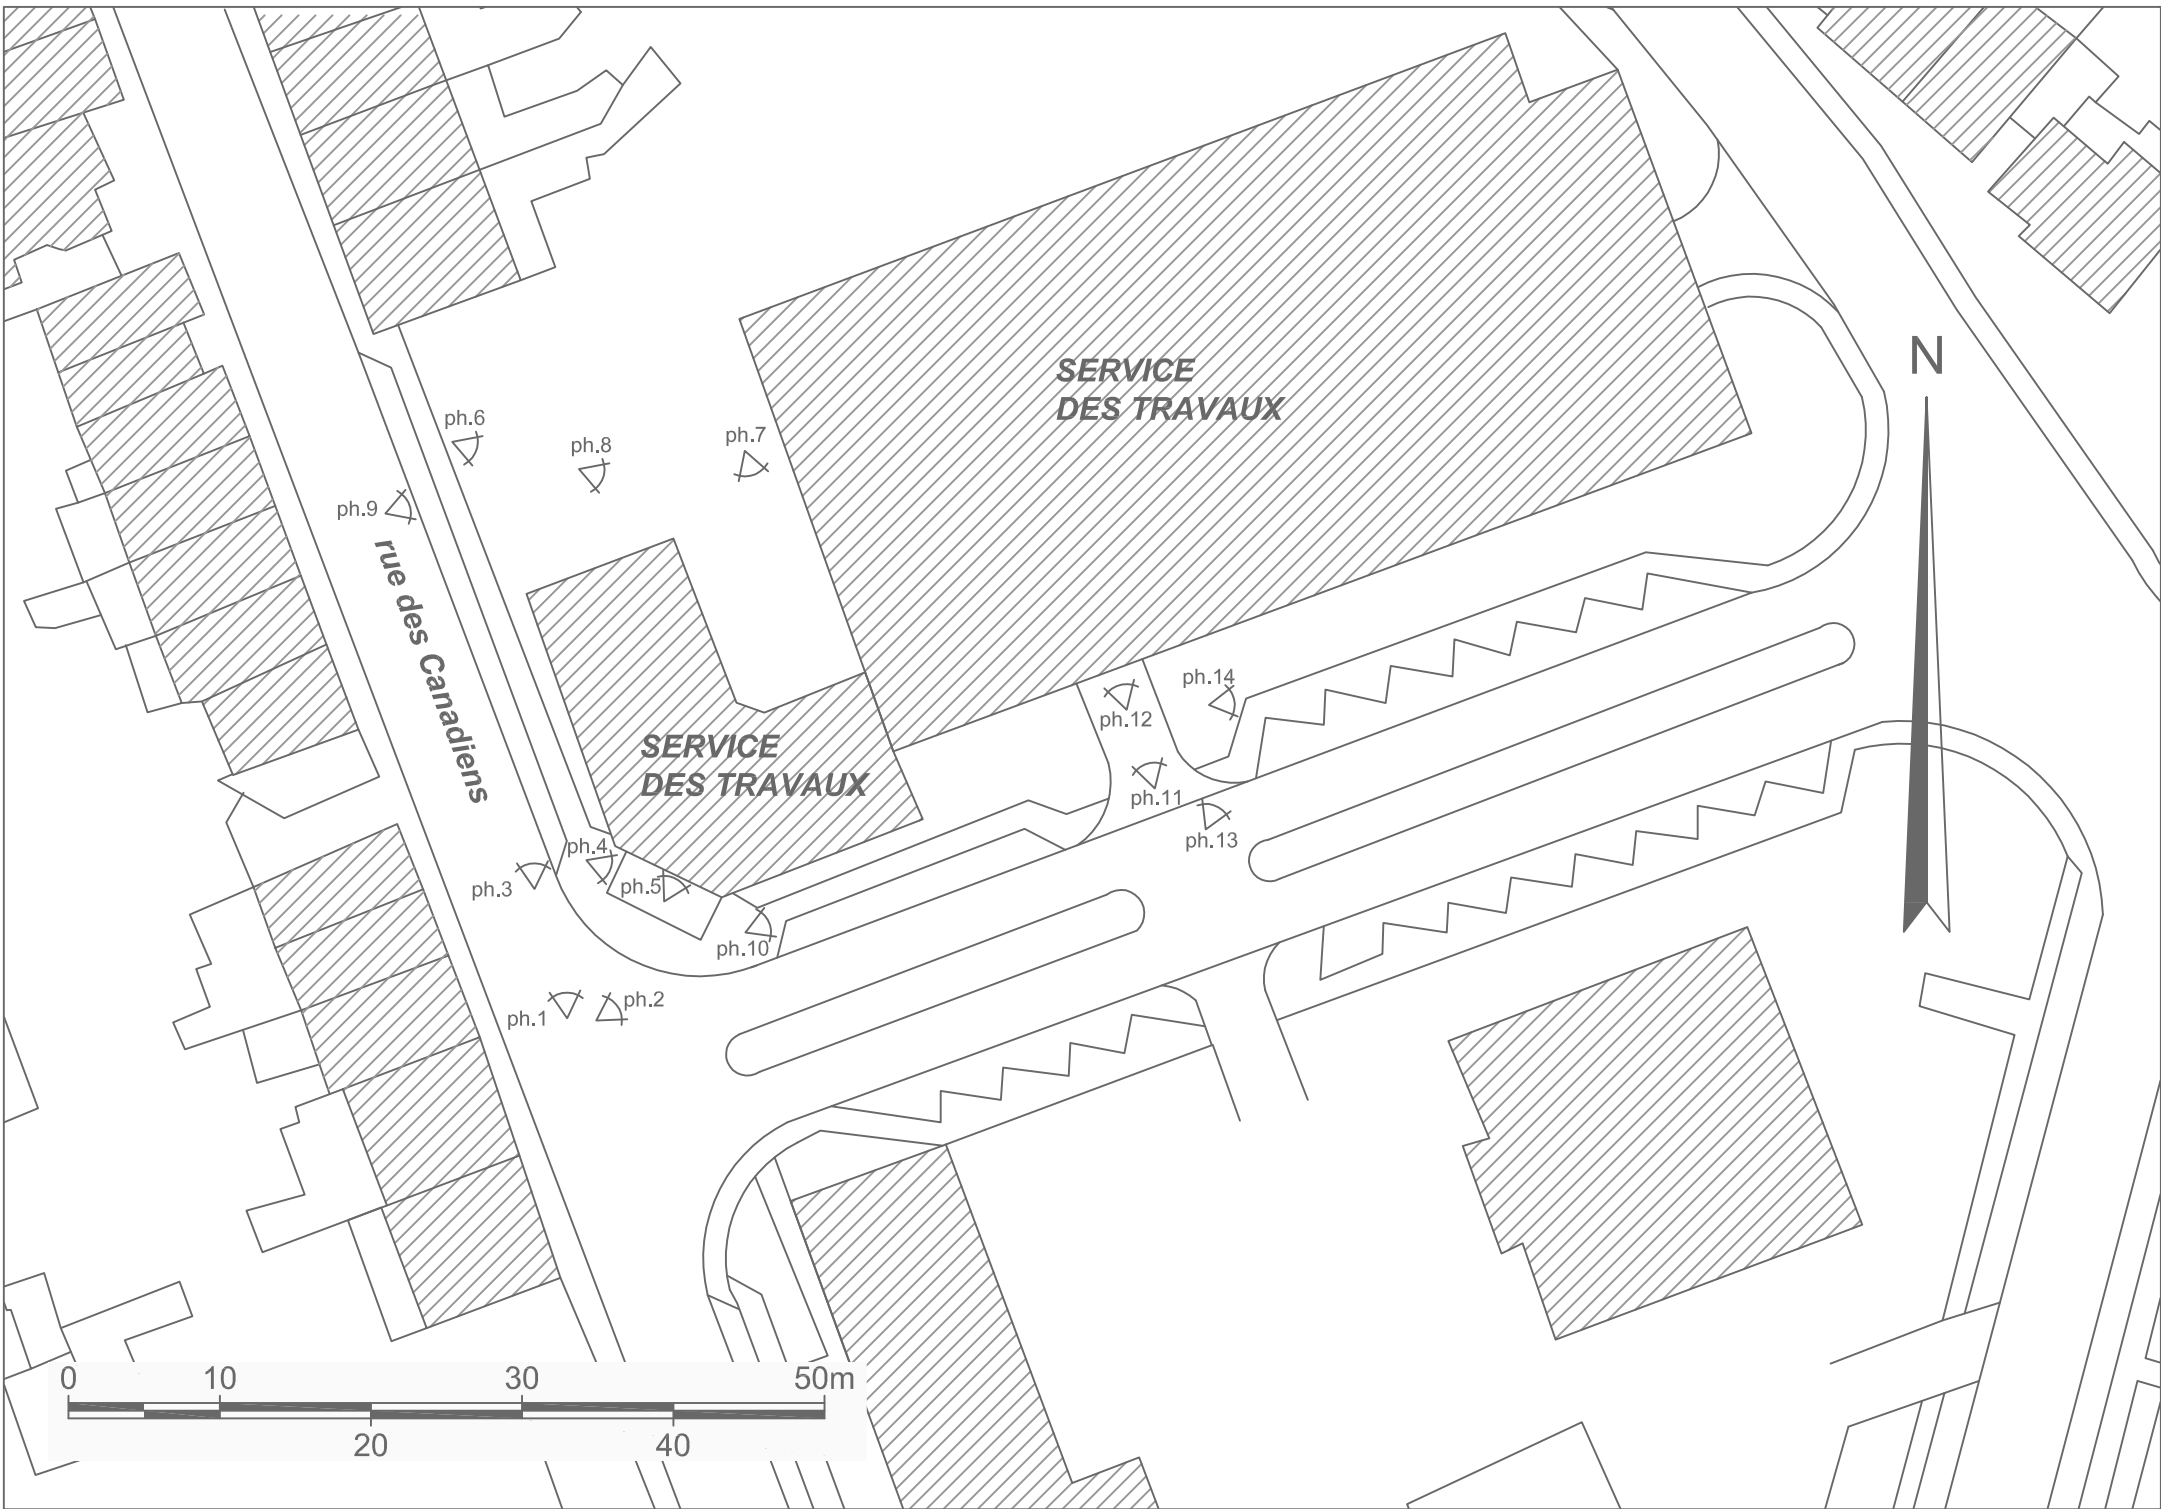 N
SERVICE
DES TRAVAUX
ph.6
ph.8
ph.7
ph.9
rue des Canadiens
ph.14
ph.12
SERVICE
DES TRAVAUX
ph.11
ph.13
ph.4
ph.3
ph.5
ph.10
ph.1
ph.2
0 10 30 50m
20 40